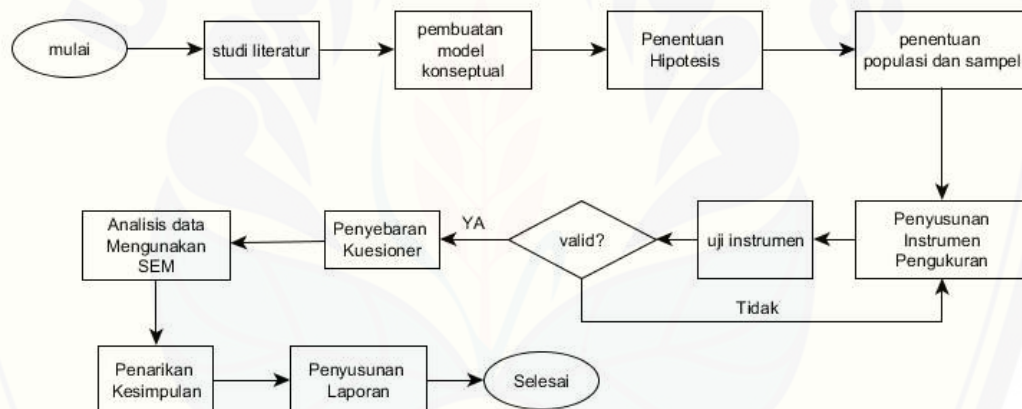 mulai
studi literatur
pembuatan
model
konseptual
Penentuan
Hipotesis
penentuan
populasi dan sampel
Analisis data
Mengunakan
SEM
Penyebaran
Kuesioner
YA
valid?
uji instrumen
Penyusunan
Instrumen
Pengukuran
Tidak
Penarikan
Kesimpulan
Penyusunan
Laporan
Selesai